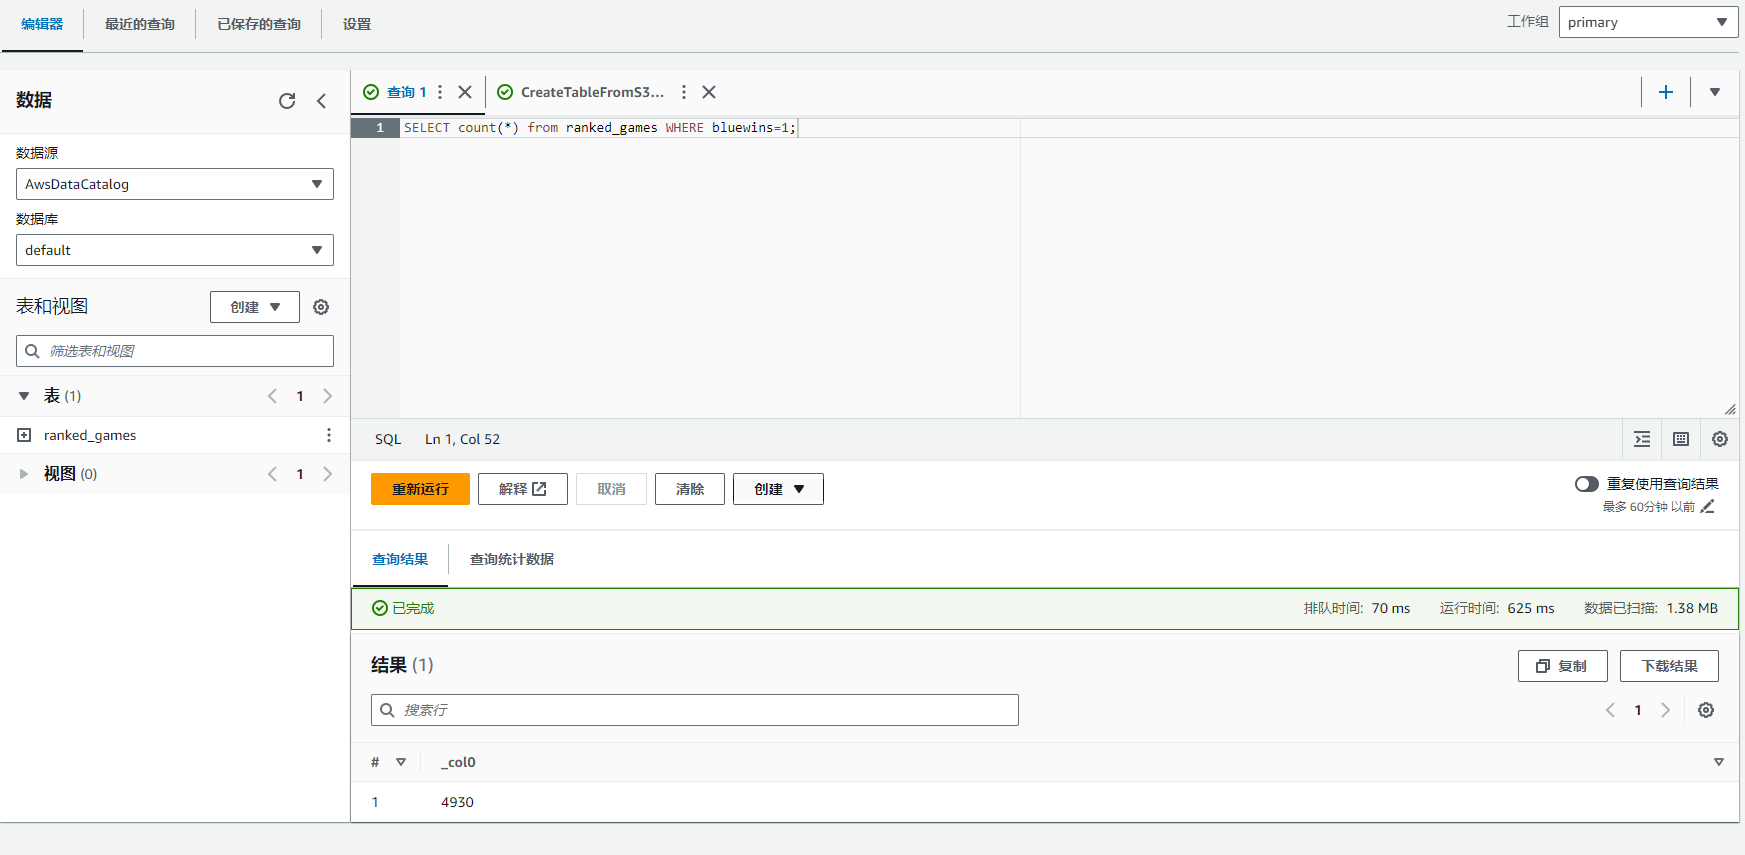 编辑器 最近的查询 已保存的查询 设置 工作组 primary
数据
数据源
AwsDataCatalog
数据库
default
表和视图 创建
筛选表和视图
表 (1) 1
ranked_games
视图 (0) 1
查询 1 CreateTableFromS3...
1 SELECT count(*) from ranked_games WHERE bluewins=1;
SQL Ln 1, Col 52
重新运行 解释 取消 清除 创建 重复使用查询结果
最多 60分钟 以前
查询结果 查询统计数据
已完成 排队时间: 70 ms 运行时间: 625 ms 数据已扫描: 1.38 MB
结果 (1) 复制 下载结果
搜索行 1
# _col0
1 4930